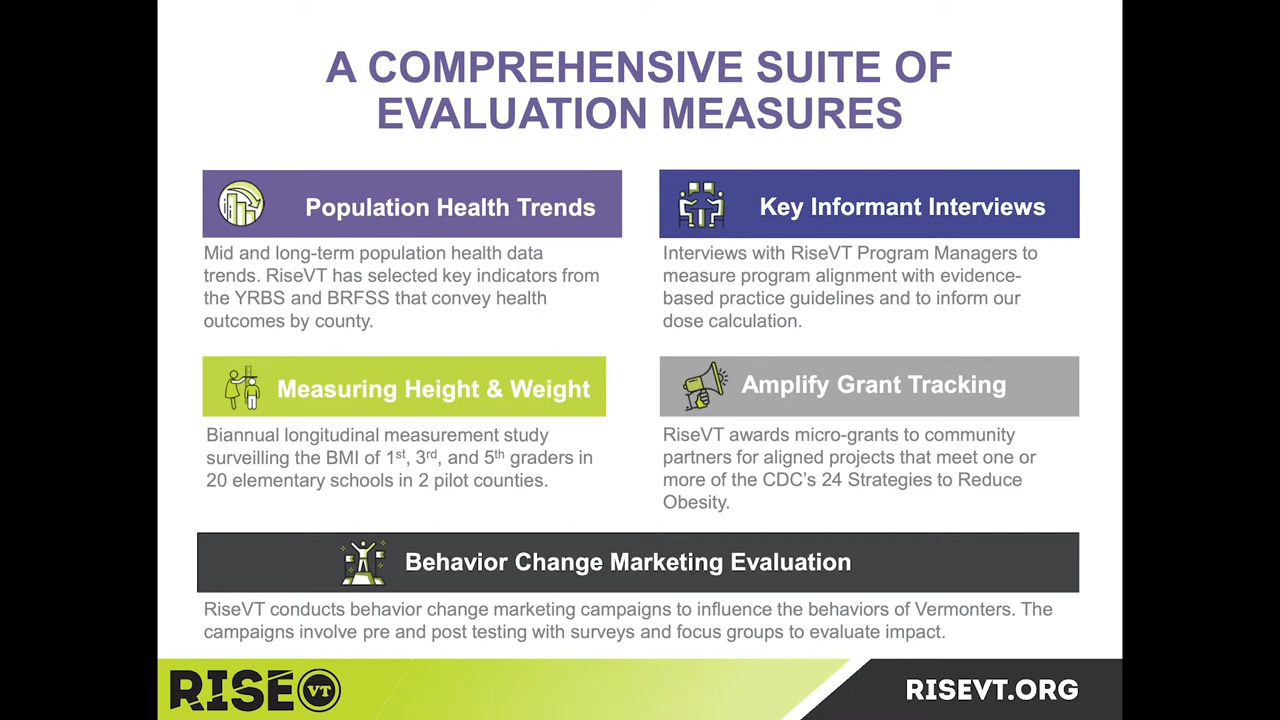 A COMPREHENSIVE SUITE OF
EVALUATION MEASURES
Population Health Trends
Mid and long-term population health data
trends. RiseVT has selected key indicators from
the YRBS and BRFSS that convey health
outcomes by county.
Key Informant Interviews
Interviews with RiseVT Program Managers to
measure program alignment with evidence-
based practice guidelines and to inform our
dose calculation.
Measuring Height & Weight
Biannual longitudinal measurement study
surveilling the BMI of 1st, 3rd, and 5th graders in
20 elementary schools in 2 pilot counties.
Amplify Grant Tracking
RiseVT awards micro-grants to community
partners for aligned projects that meet one or
more of the CDC's 24 Strategies to Reduce
Obesity.
Behavior Change Marketing Evaluation
RiseVT conducts behavior change marketing campaigns to influence the behaviors of Vermonters. The
campaigns involve pre and post testing with surveys and focus groups to evaluate impact.
RISE VT
RISEVT.ORG